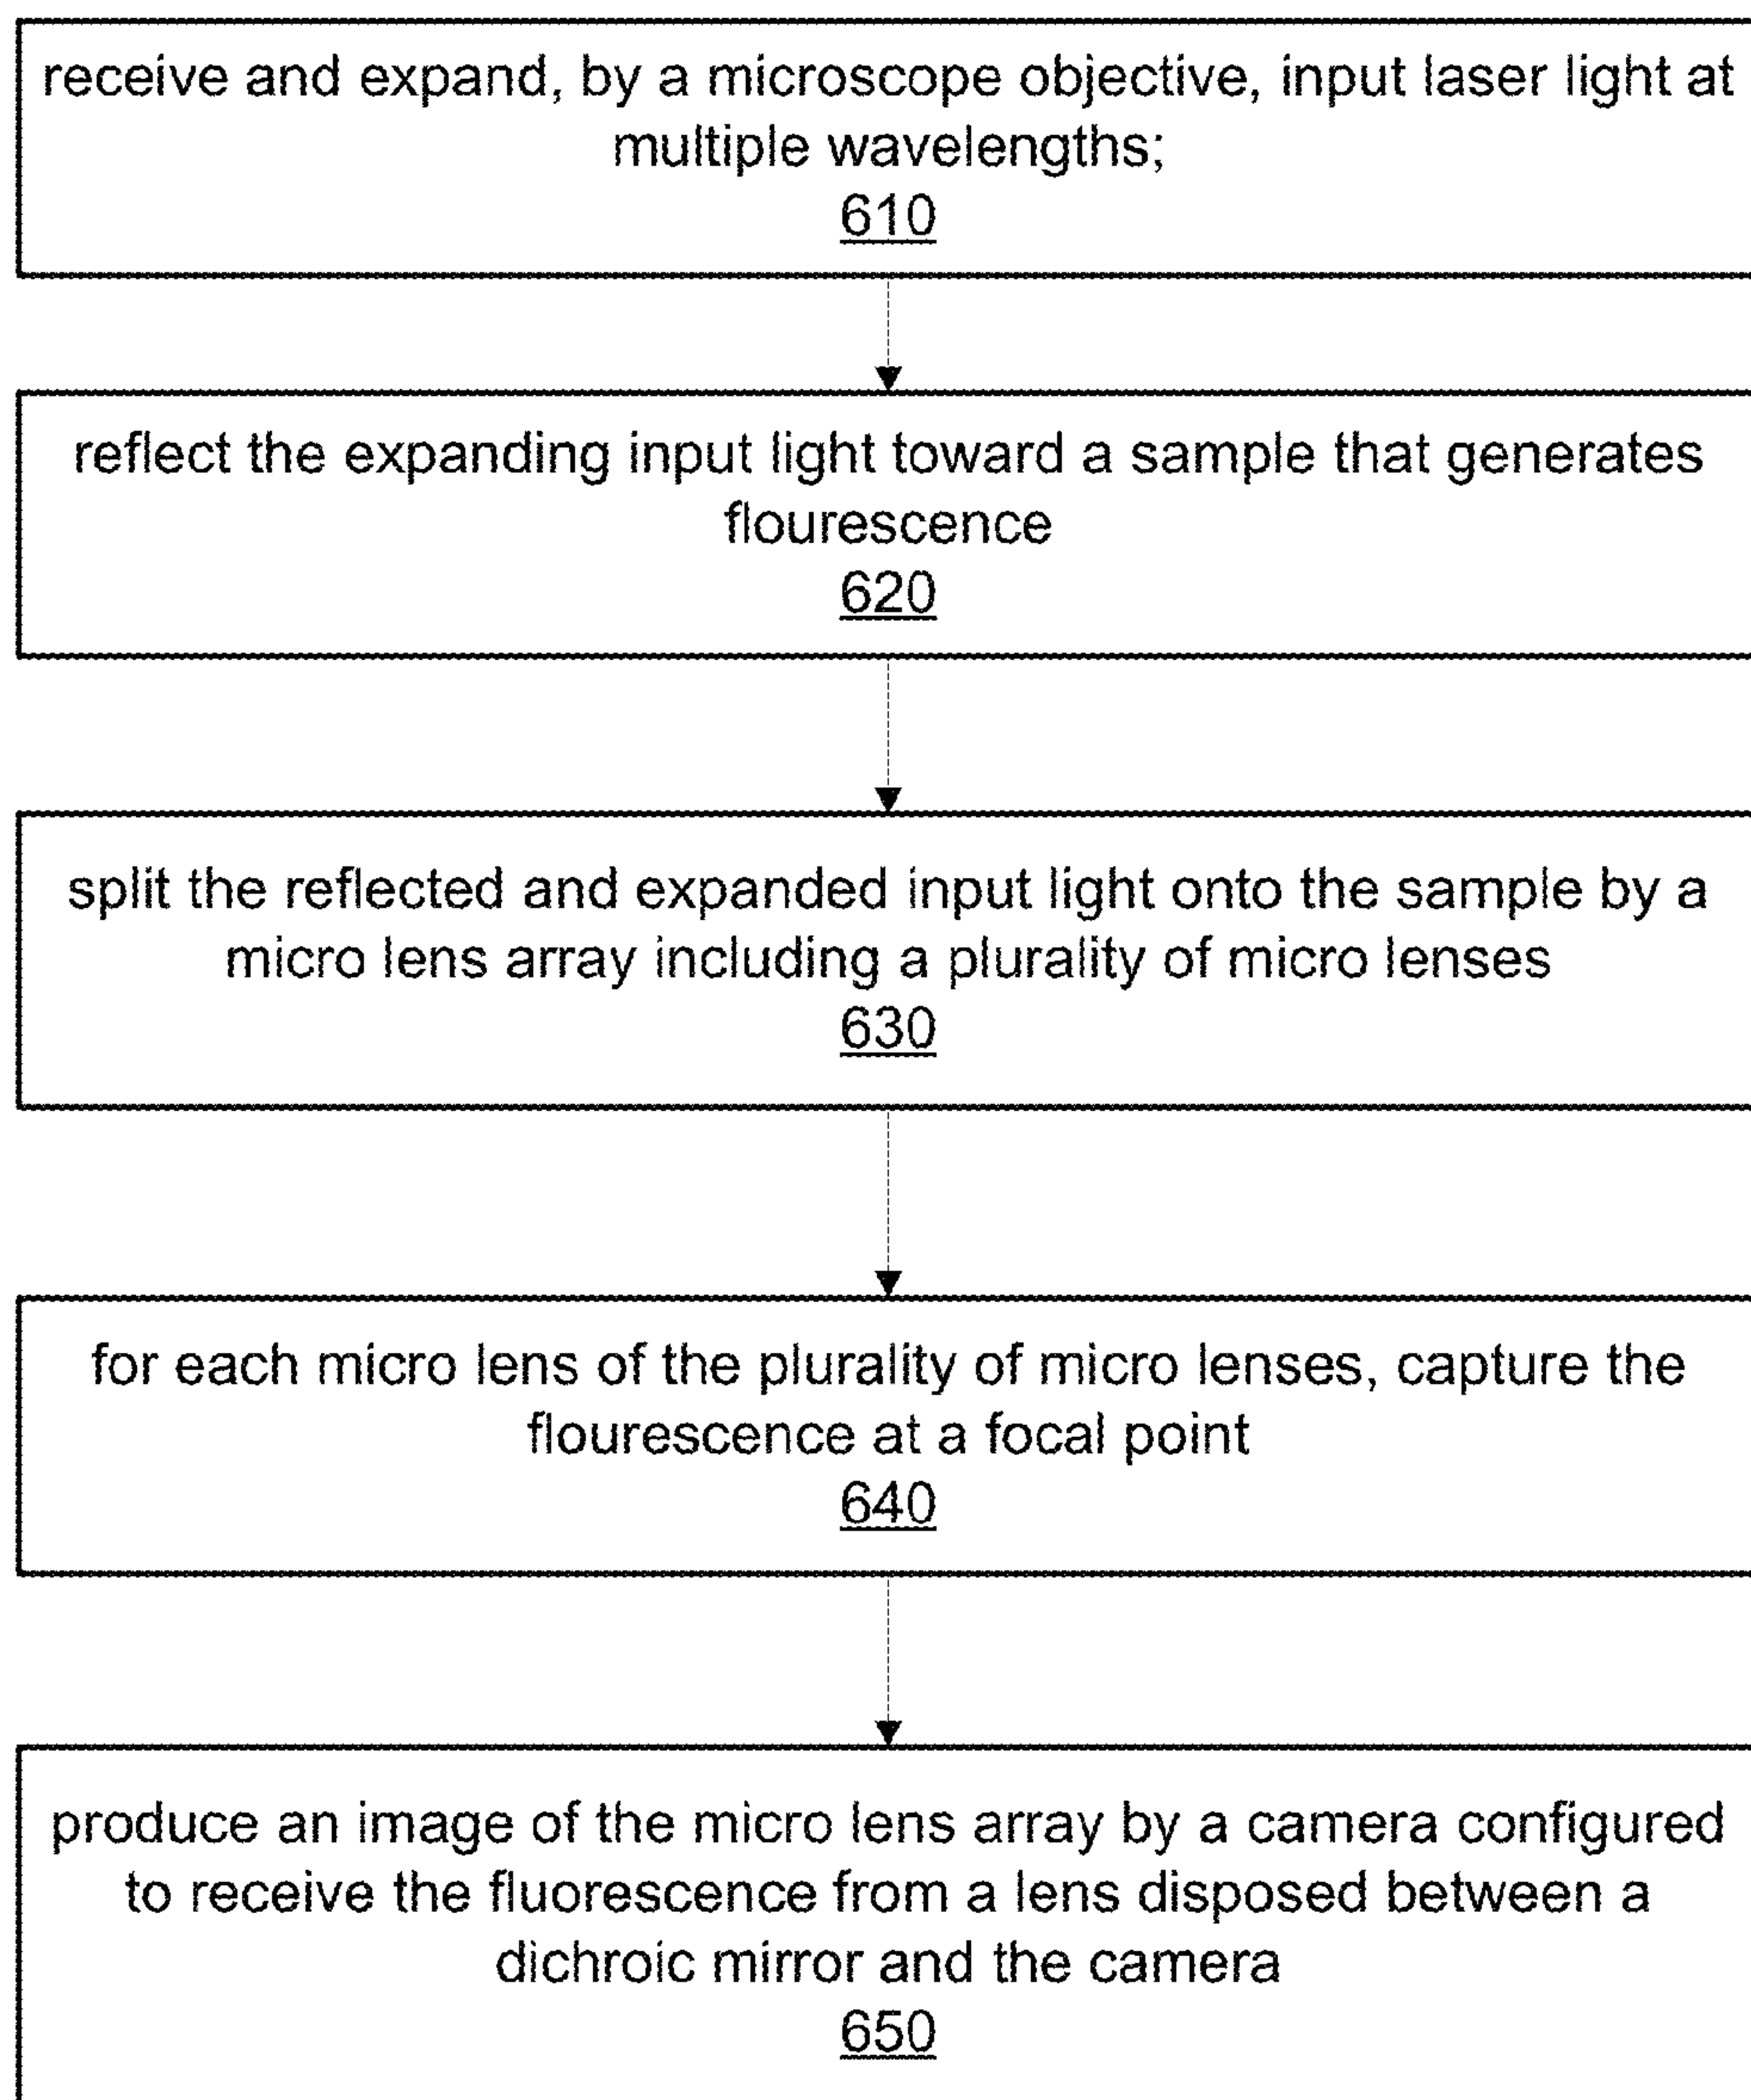 receive and expand, by a microscope objective, input laser light at
multiple wavelengths;
610
reflect the expanding input light toward a sample that generates
flourescence
620
split the reflected and expanded input light onto the sample by a
micro lens array including a plurality of micro lenses
630
for each micro lens of the plurality of micro lenses, capture the
flourescence at a focal point
640
produce an image of the micro lens array by a camera configured
to receive the fluorescence from a lens disposed between a
dichroic mirror and the camera
650